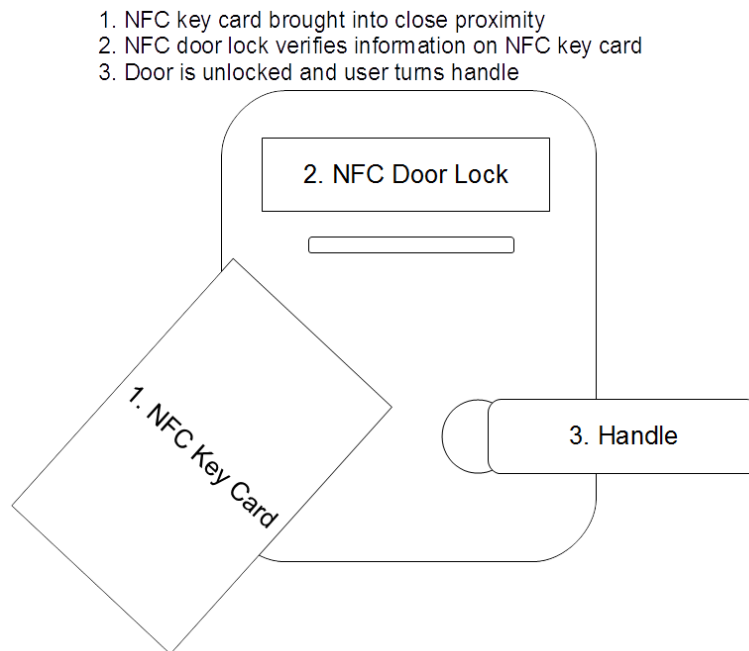 1. NFC key card brought into close proximity
2. NFC door lock verifies information on NFC key card
3. Door is unlocked and user turns handle
2. NFC Door Lock
1. NFC Key Card
3. Handle